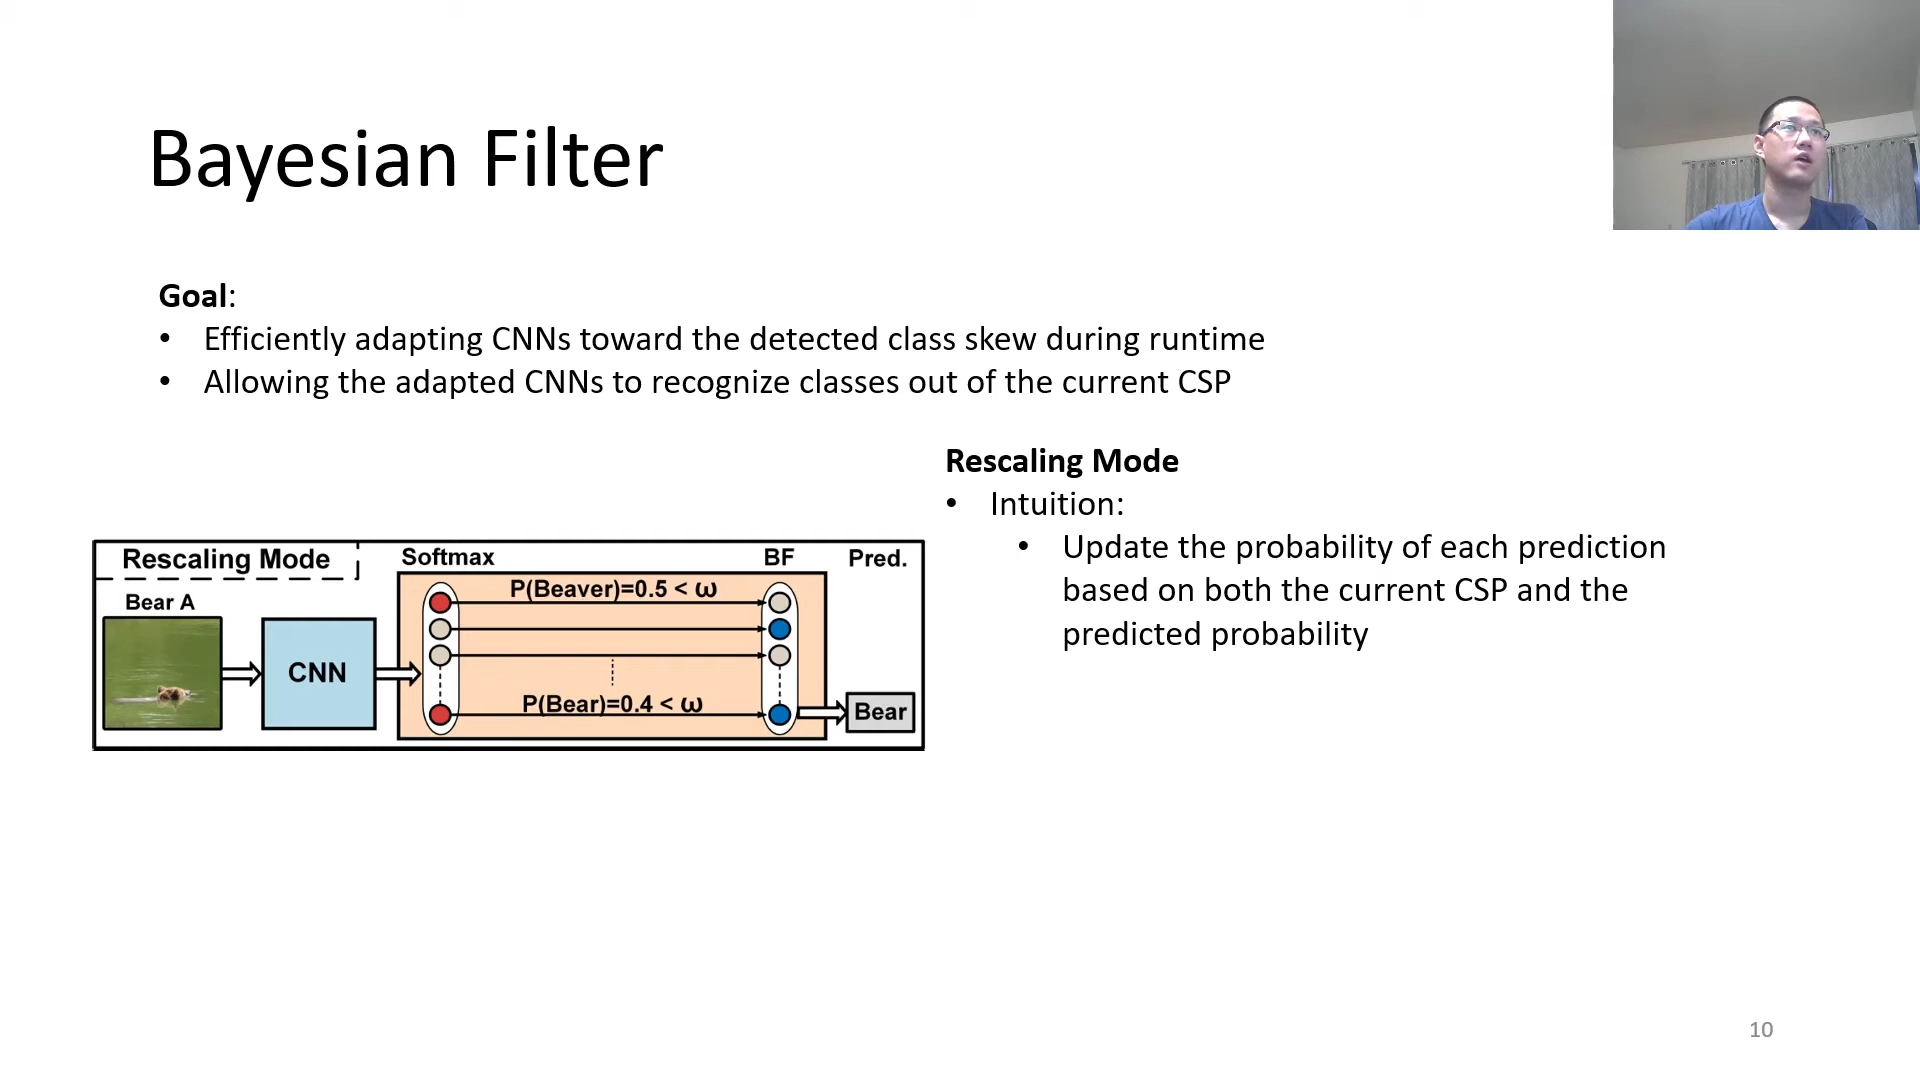 Bayesian Filter
Goal:
• Efficiently adapting CNNs toward the detected class skew during runtime
• Allowing the adapted CNNs to recognize classes out of the current CSP
Rescaling Mode
• Intuition:
• Update the probability of each prediction
based on both the current CSP and the
predicted probability
Rescaling Mode
Softmax
BF
Pred.
Bear A
P(Beaver)=0.5 < ω
CNN
P(Bear)=0.4 < ω
Bear
10